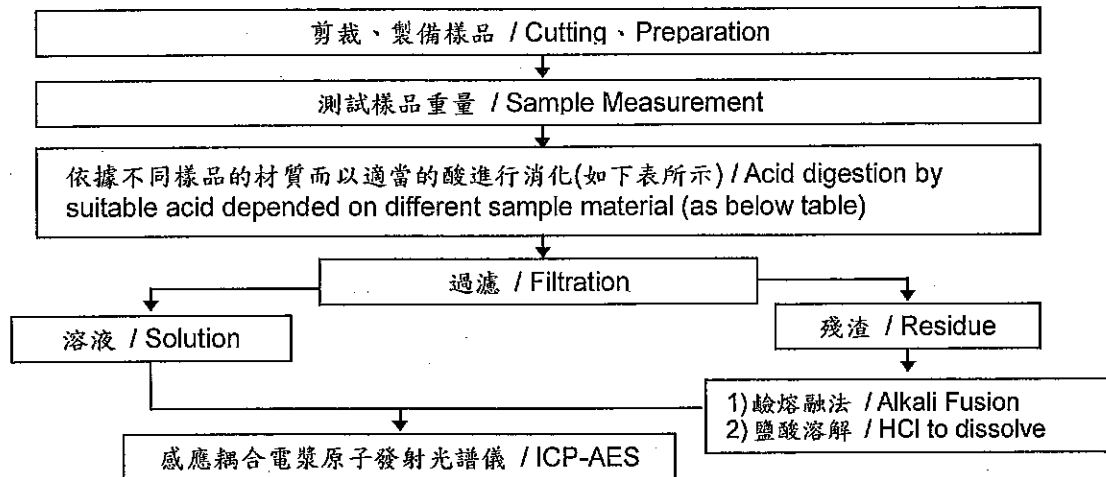 剪裁、製備樣品 / Cutting、Preparation
測試樣品重量 / Sample Measurement
依據不同樣品的材質而以適當的酸進行消化(如下表所示) / Acid digestion by
suitable acid depended on different sample material (as below table)
過濾 / Filtration
溶液 / Solution
殘渣 / Residue
1) 鹼熔融法 / Alkali Fusion
2) 鹽酸溶解 / HCl to dissolve
感應耦合電漿原子發射光譜儀 / ICP-AES